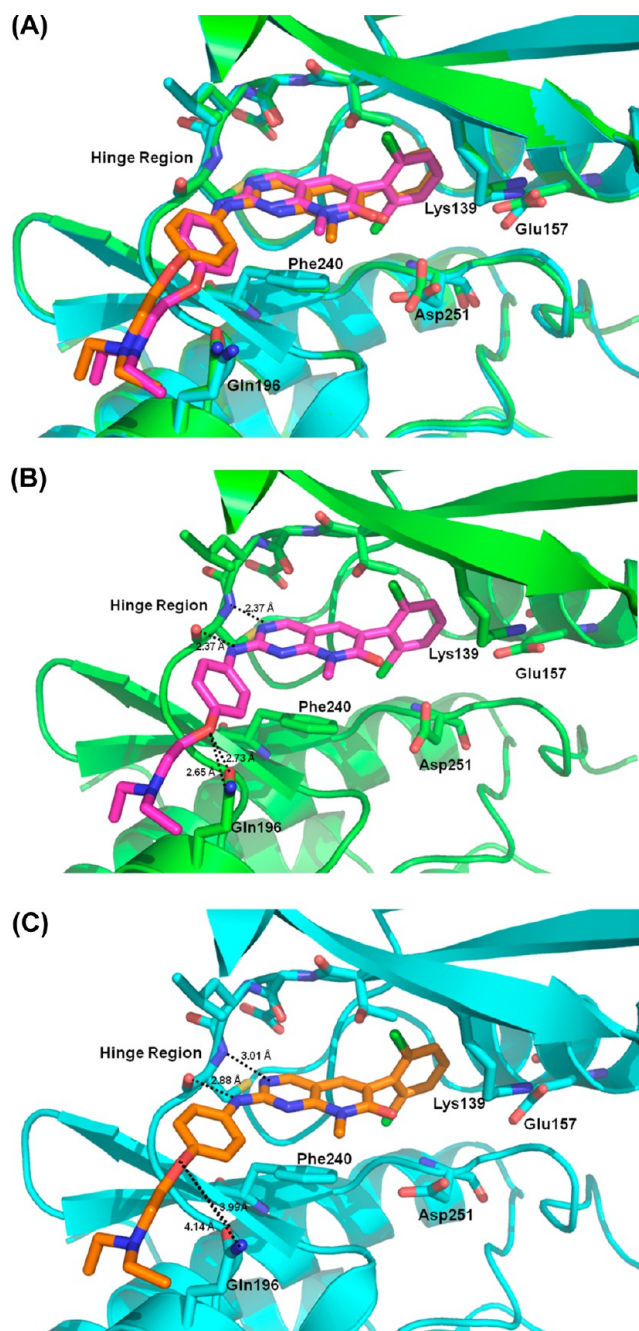 (A)
Hinge Region
Lys139
Glu157
Phe240
Asp251
Gln196
(B)
Hinge Region
2.37 Å
2.37 Å
Lys139
Glu157
Phe240
Asp251
2.73 Å
2.65 Å
Gln196
(C)
Hinge Region
3.01 Å
2.88 Å
Lys139
Glu157
Phe240
Asp251
3.99Å
4.14 Å
Gln196